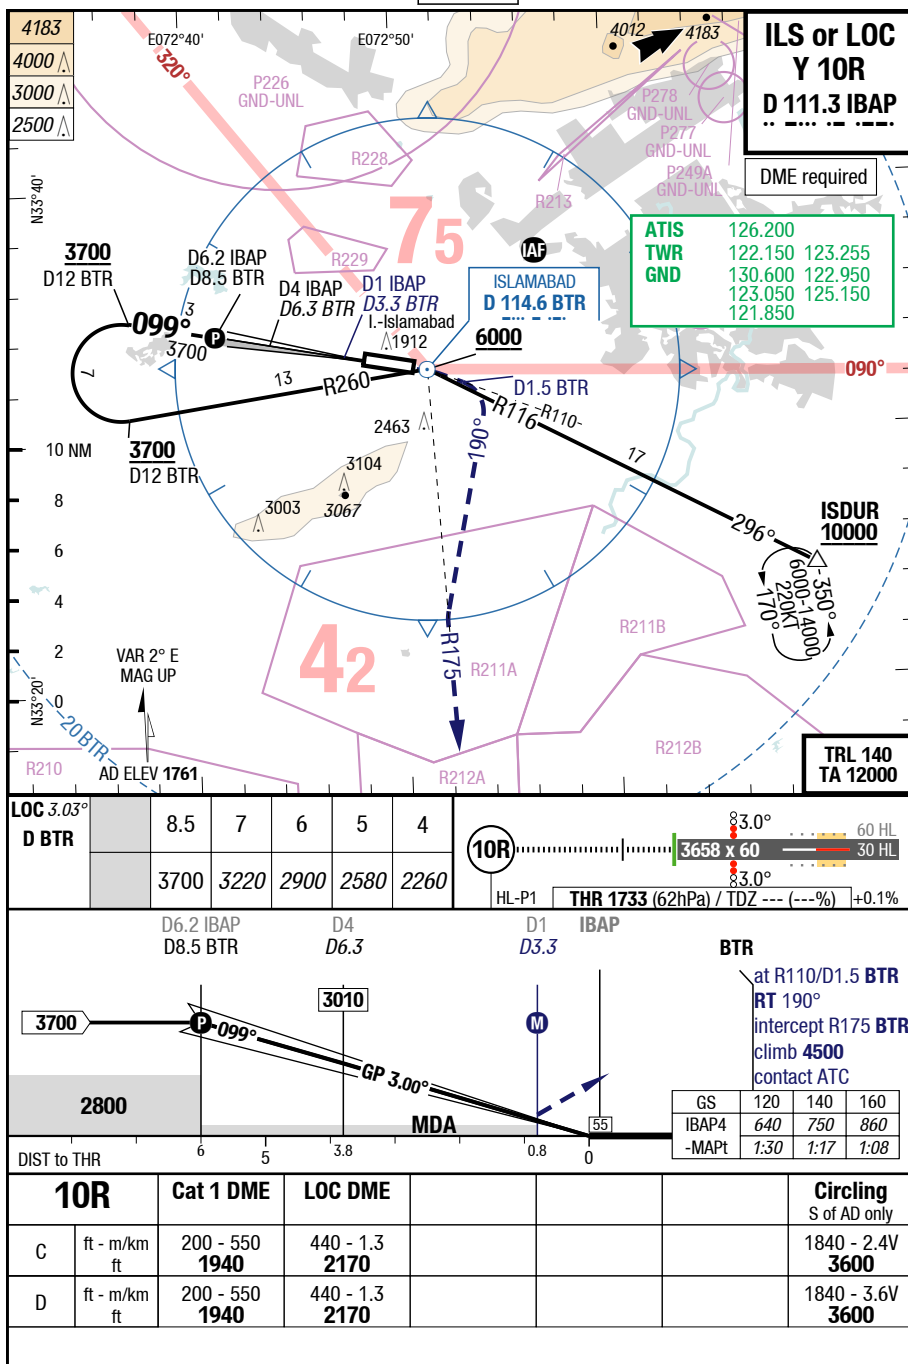 4183
4000
3000
2500
E072°40'
E072°50'
4012
4183
ILS or LOC
Y 10R
D 111.3 IBAP
DME required
320°
P226
GND-UNL
P278
GND-UNL
P277
GND-UNL
P249A
GND-UNL
R228
R213
R229
75
IAF
ATIS 126.200
TWR 122.150 123.255
GND 130.600 122.950
123.050 125.150
121.850
N33°40'
3700
D12 BTR
D6.2 IBAP
D8.5 BTR
D4 IBAP
D6.3 BTR
D1 IBAP
D3.3 BTR
I.-Islamabad
1912
ISLAMABAD
D 114.6 BTR
6000
3
099°
P
3700
7
13
R260
090°
D1.5 BTR
R116
R110
190°
17
296°
3700
D12 BTR
2463
3104
3067
3003
ISDUR
10000
350°
6000-14000
220KT
170°
10 NM
8
6
4
2
0
R211B
R211A
R175
42
VAR 2° E
MAG UP
N33°20'
20 BTR
R210
AD ELEV 1761
R212A
R212B
TRL 140
TA 12000
LOC 3.03°
D BTR
8.5 7 6 5 4
3700 3220 2900 2580 2260
10R
3.0°
3658 x 60
60 HL
30 HL
3.0°
HL-P1
THR 1733 (62hPa) / TDZ --- (---%)
+0.1%
D6.2 IBAP D4 D1 IBAP
D8.5 BTR D6.3 D3.3 BTR
3700
P
099°
3010
GP 3.00°
M
at R110/D1.5 BTR
RT 190°
intercept R175 BTR
climb 4500
contact ATC
2800
MDA
55
DIST to THR 6 5 3.8 0.8 0
GS 120 140 160
IBAP4 640 750 860
-MAPt 1:30 1:17 1:08
10R Cat 1 DME LOC DME Circling
S of AD only
C ft - m/km 200 - 550 440 - 1.3 1840 - 2.4V
ft 1940 2170 3600
D ft - m/km 200 - 550 440 - 1.3 1840 - 3.6V
ft 1940 2170 3600